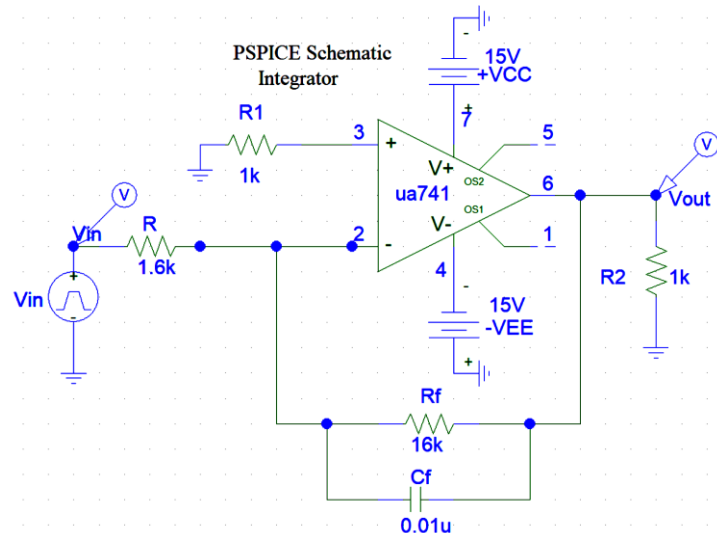 PSPICE Schematic
Integrator
-
15V
+VCC
+
7
R1
1k
3
+
V+
5
OS2
ua741
6
OS1
V-
V
Vout
V
Vin
R
1.6k
2
-
4
1
R2
1k
Vin
+
-
-
15V
-VEE
+
Rf
16k
Cf
0.01u